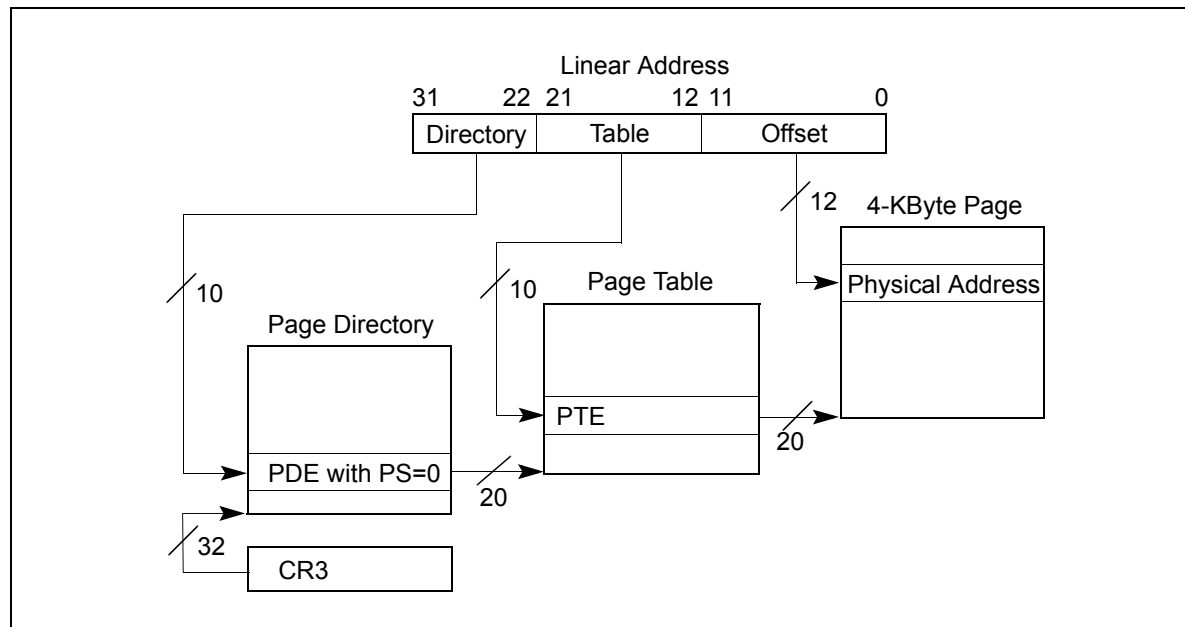 Linear Address
31 22 21 12 11 0
Directory Table Offset
12
4-KByte Page
Physical Address
10
10
Page Table
Page Directory
PTE
20
PDE with PS=0
20
32
CR3